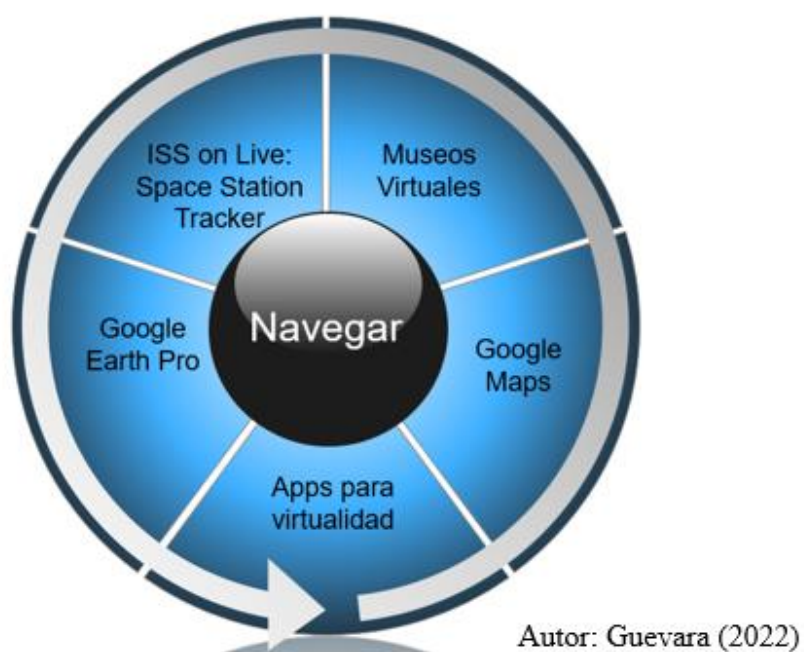 ISS on Live:
Space Station
Tracker
Museos
Virtuales
Navegar
Google
Earth Pro
Google
Maps
Apps para
virtualidad
Autor: Guevara (2022)